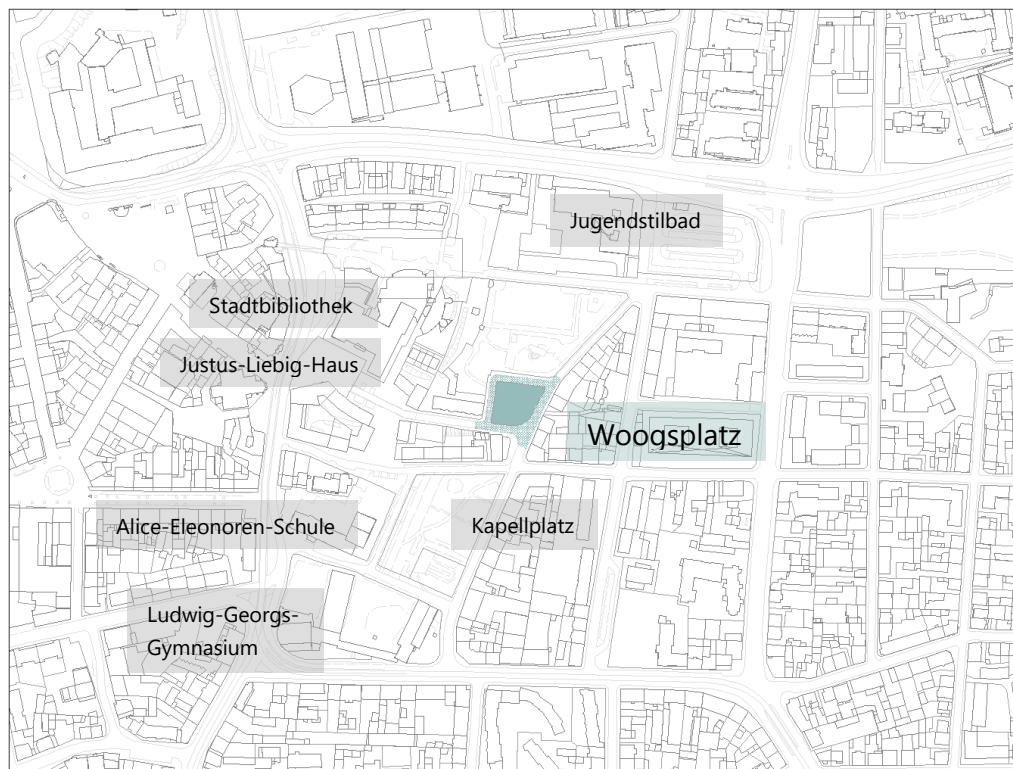 Jugendstilbad
Stadtbibliothek
Justus-Liebig-Haus
Woogsplatz
Alice-Eleonoren-Schule
Kapellplatz
Ludwig-Georgs-
Gymnasium